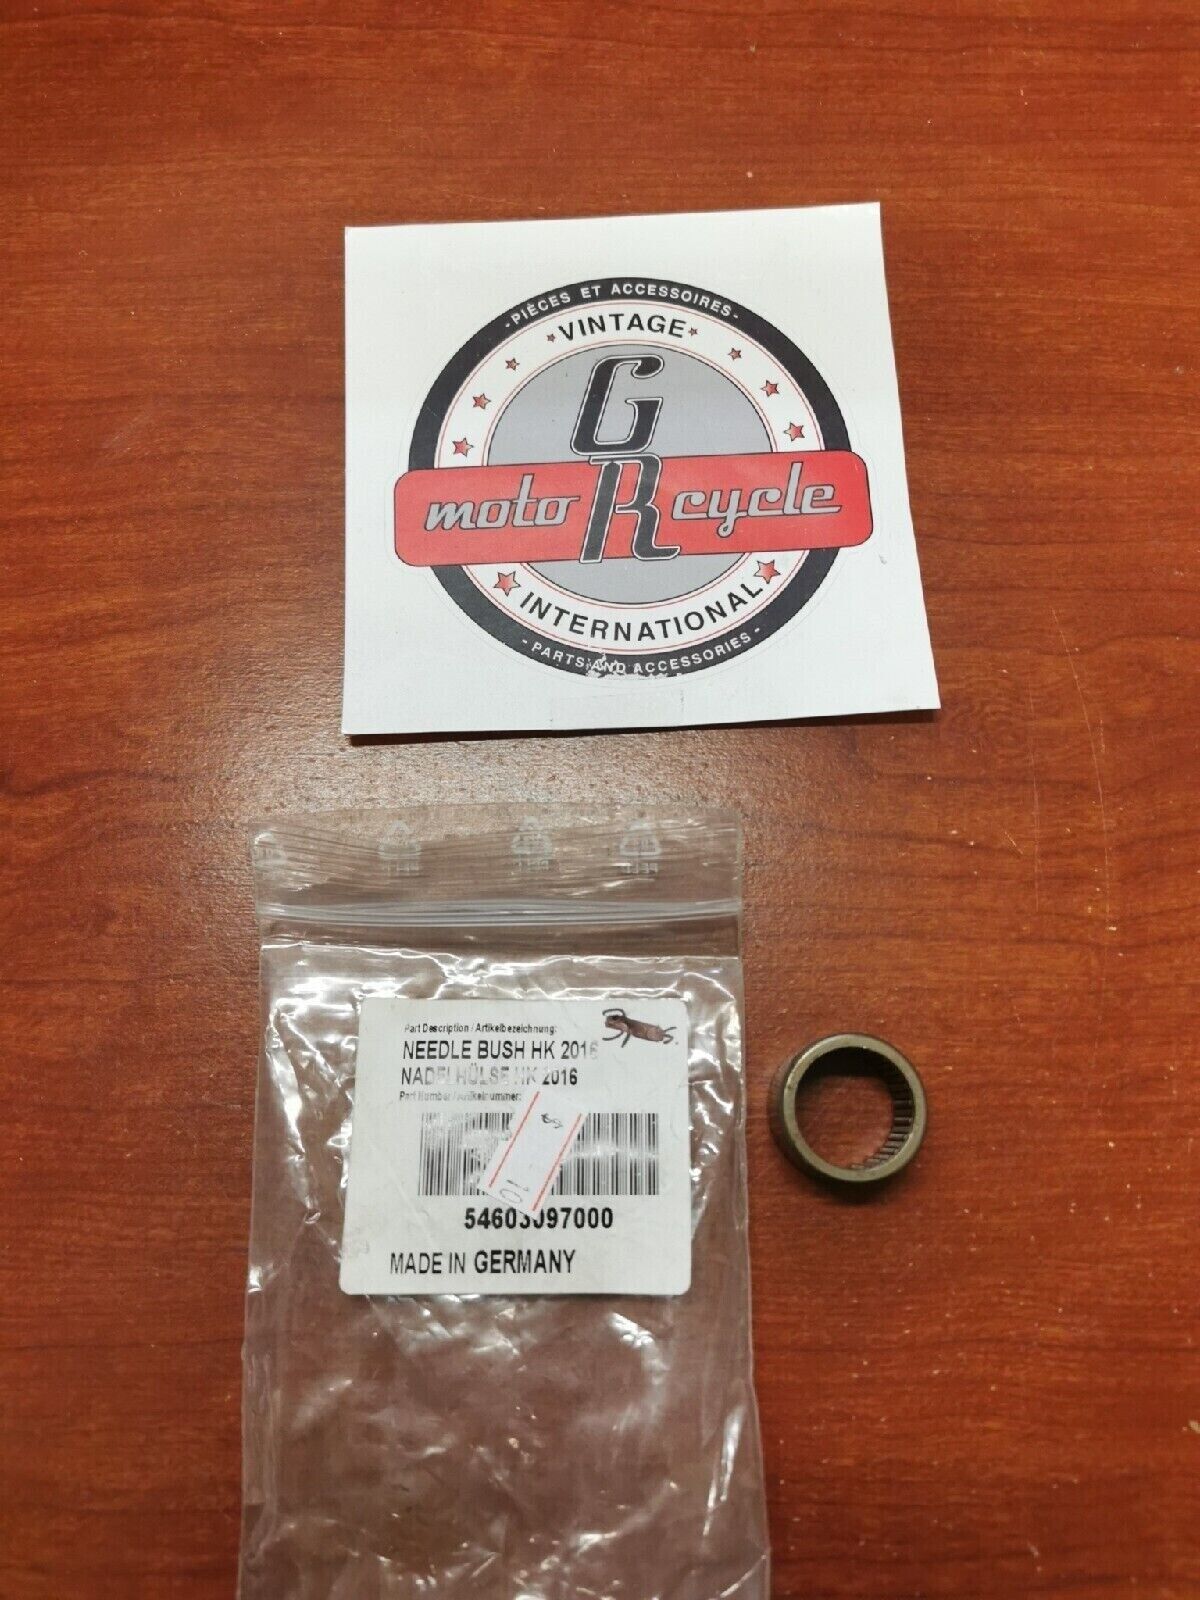 - PIÈCES ET ACCESSOIRES -
VINTAGE
GR
moto cycle
INTERNATIONAL
- PARTS AND ACCESSORIES -
Part Description / Artikelbezeichnung:
NEEDLE BUSH HK 2016
NADELHÜLSE HK 2016
Part Number / Artikelnummer:
54603097000
MADE IN GERMANY